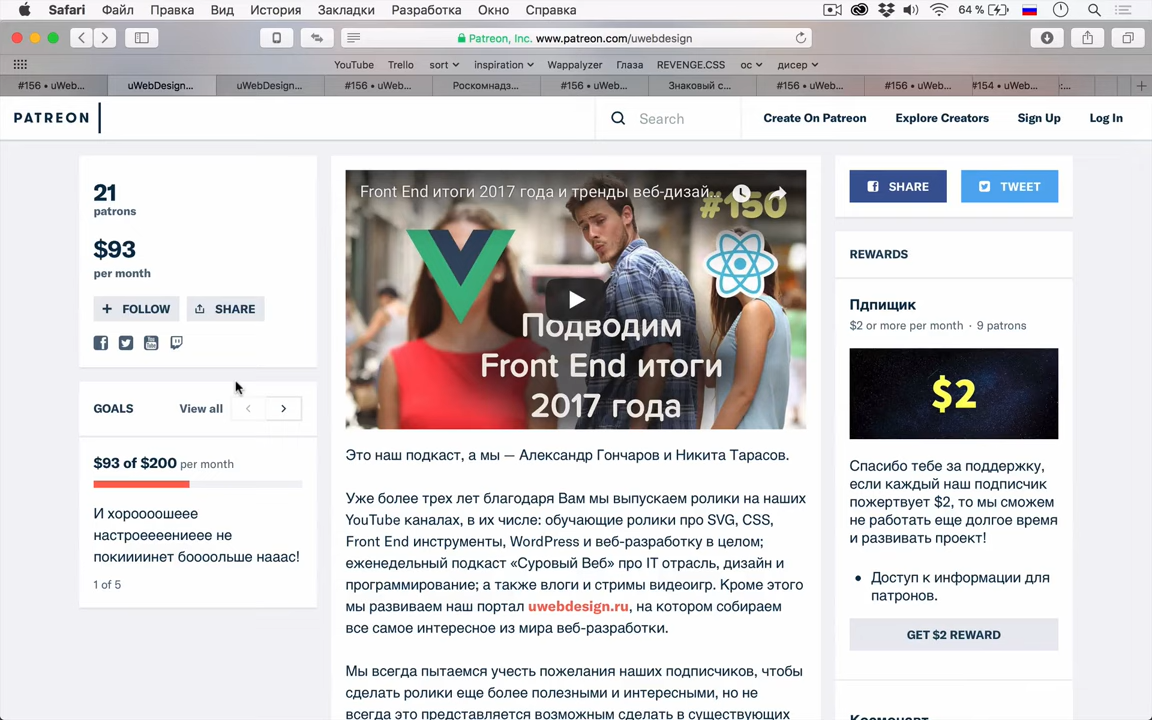 Safari Файл Правка Вид История Закладки Разработка Окно Справка 64 %
Patreon, Inc. www.patreon.com/uwebdesign
YouTube Trello sort inspiration Wappalyzer Глаза REVENGE.CSS ос дисер
#156 • uWeb... uWebDesign... uWebDesign... #156 • uWeb... Роскомнадз... #156 • uWeb... Знаковый с... #156 • uWeb... #156 • uWeb... #154 • uWeb...
PATREON Search Create On Patreon Explore Creators Sign Up Log In
21
patrons
$93
per month
FOLLOW SHARE
GOALS View all
$93 of $200 per month
И хороооошеее
настроеееениееe не
покиииинет боооольше нааас!
1 of 5
Front End итоги 2017 года и тренды веб-дизай...
#150
Подводим
Front End итоги
2017 года
Это наш подкаст, а мы — Александр Гончаров и Никита Тарасов.
Уже более трех лет благодаря Вам мы выпускаем ролики на наших
YouTube каналах, в их числе: обучающие ролики про SVG, CSS,
Front End инструменты, WordPress и веб-разработку в целом;
еженедельный подкаст «Суровый Веб» про IT отрасль, дизайн и
программирование; а также влоги и стримы видеоигр. Кроме этого
мы развиваем наш портал uwebdesign.ru, на котором собираем
все самое интересное из мира веб-разработки.
Мы всегда пытаемся учесть пожелания наших подписчиков, чтобы
сделать ролики еще более полезными и интересными, но не
всегда это представляется возможным сделать в существующих
SHARE TWEET
REWARDS
Пдпищик
$2 or more per month · 9 patrons
$2
Спасибо тебе за поддержку,
если каждый наш подписчик
пожертвует $2, то мы сможем
не работать еще долгое время
и развивать проект!
• Доступ к информации для
патронов.
GET $2 REWARD
Космонавт